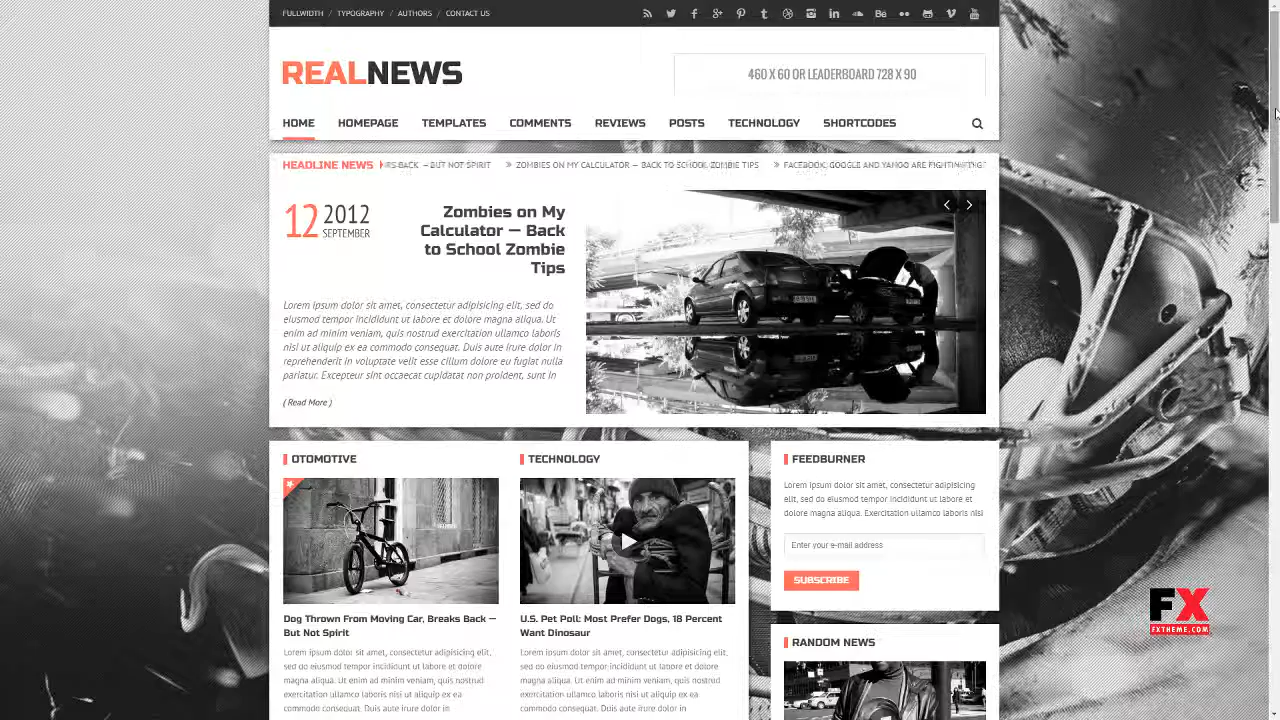 FULLWIDTH / TYPOGRAPHY / AUTHORS / CONTACT US
REALNEWS
460 X 60 OR LEADERBOARD 728 X 90
HOME HOMEPAGE TEMPLATES COMMENTS REVIEWS POSTS TECHNOLOGY SHORTCODES
HEADLINE NEWS BACK — BUT NOT SPIRIT » ZOMBIES ON MY CALCULATOR — BACK TO SCHOOL ZOMBIE TIPS » FACEBOOK, GOOGLE AND YAHOO ARE FIGHTING
12 2012
SEPTEMBER
Zombies on My
Calculator — Back
to School Zombie
Tips
Lorem ipsum dolor sit amet, consectetur adipisicing elit, sed do
eiusmod tempor incididunt ut labore et dolore magna aliqua. Ut
enim ad minim veniam, quis nostrud exercitation ullamco laboris
nisi ut aliquip ex ea commodo consequat. Duis aute irure dolor in
reprehenderit in voluptate velit esse cillum dolore eu fugiat nulla
pariatur. Excepteur sint occaecat cupidatat non proident, sunt in
( Read More )
OTOMOTIVE
Dog Thrown From Moving Car, Breaks Back —
But Not Spirit
Lorem ipsum dolor sit amet, consectetur adipisicing elit,
sed do eiusmod tempor incididunt ut labore et dolore
magna aliqua. Ut enim ad minim veniam, quis nostrud
exercitation ullamco laboris nisi ut aliquip ex ea
commodo consequat. Duis aute irure dolor in
TECHNOLOGY
U.S. Pet Poll: Most Prefer Dogs, 18 Percent
Want Dinosaur
Lorem ipsum dolor sit amet, consectetur adipisicing elit,
sed do eiusmod tempor incididunt ut labore et dolore
magna aliqua. Ut enim ad minim veniam, quis nostrud
exercitation ullamco laboris nisi ut aliquip ex ea
commodo consequat. Duis aute irure dolor in
FEEDBURNER
Lorem ipsum dolor sit amet, consectetur adipisicing
elit, sed do eiusmod tempor incididunt ut labore et
dolore magna aliqua. Exercitation ullamco laboris nisi
Enter your e-mail address
SUBSCRIBE
RANDOM NEWS
FX
FXTHEME.COM